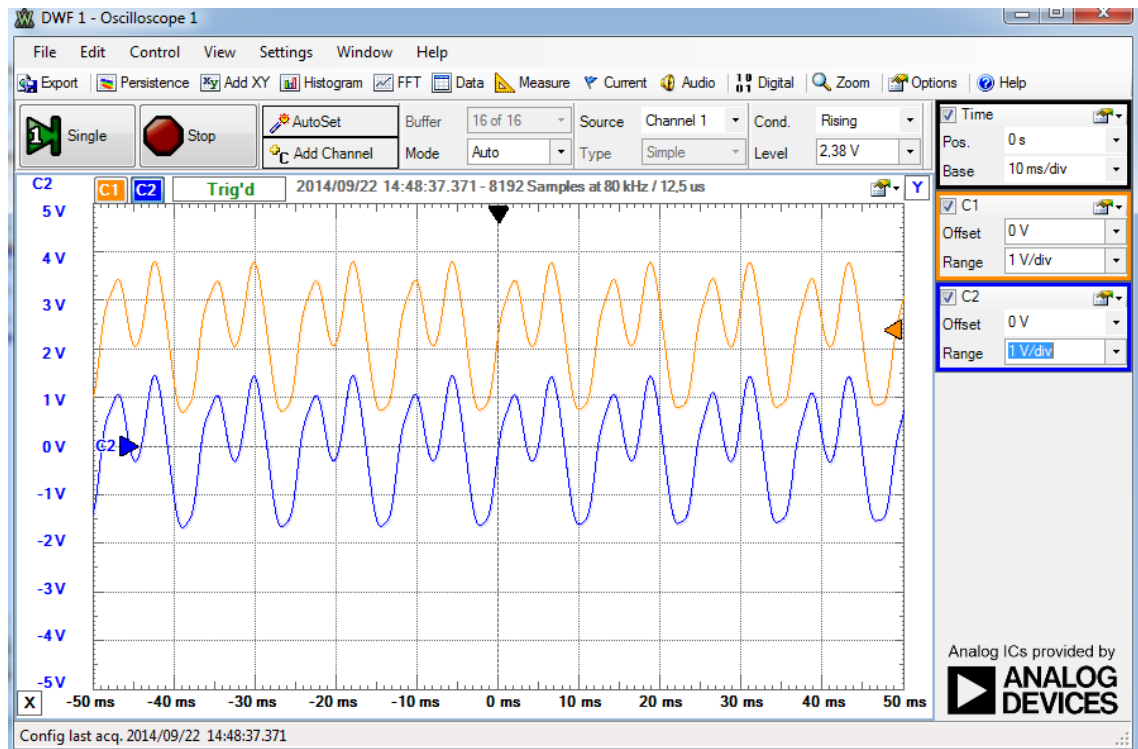 DWF 1 - Oscilloscope 1
File Edit Control View Settings Window Help
Export Persistence Add XY Histogram FFT Data Measure Current Audio Digital Zoom Options Help
Single Stop AutoSet Buffer 16 of 16 Source Channel 1 Cond. Rising
Add Channel Mode Auto Type Simple Level 2,38 V
C2 C1 C2 Trig'd 2014/09/22 14:48:37.371 - 8192 Samples at 80 kHz / 12,5 us Y
5 V
4 V
3 V
2 V
1 V
0 V
C2
-1 V
-2 V
-3 V
-4 V
-5 V
X -50 ms -40 ms -30 ms -20 ms -10 ms 0 ms 10 ms 20 ms 30 ms 40 ms 50 ms
Time
Pos. 0 s
Base 10 ms/div
C1
Offset 0 V
Range 1 V/div
C2
Offset 0 V
Range 1 V/div
Analog ICs provided by
ANALOG
DEVICES
Config last acq. 2014/09/22 14:48:37.371